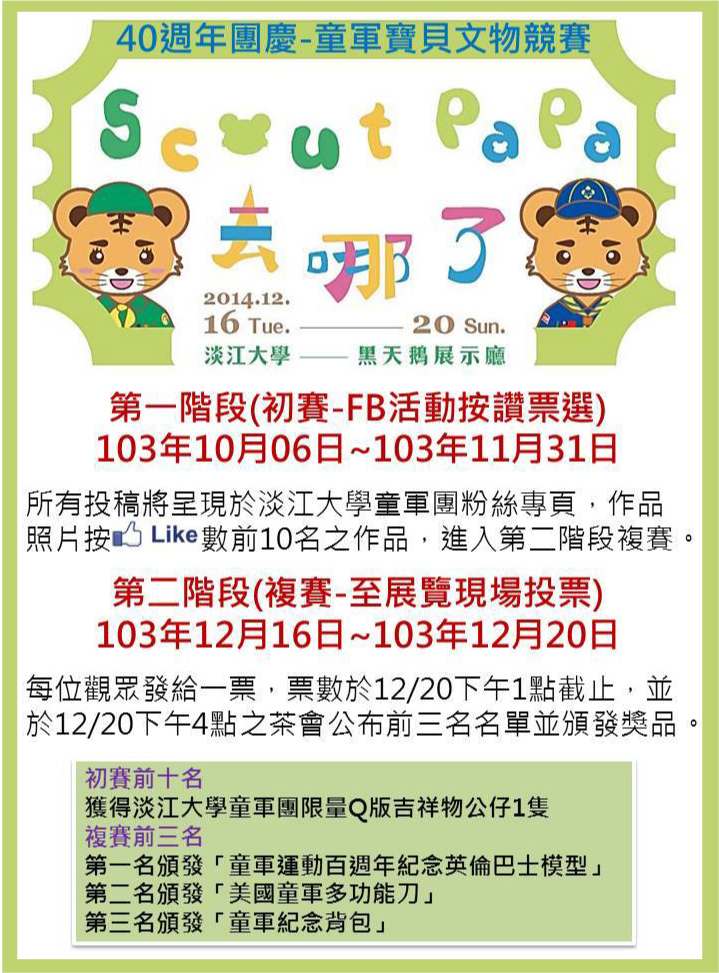 40週年團慶-童軍寶貝文物競賽
Scout PaPa
去哪了
2014.12.
16 Tue. —— 20 Sun.
淡江大學 —— 黑天鵝展示廳
第一階段(初賽-FB活動按讚票選)
103年10月06日~103年11月31日
所有投稿將呈現於淡江大學童軍團粉絲專頁，作品
照片按 Like數前10名之作品，進入第二階段複賽。
第二階段(複賽-至展覽現場投票)
103年12月16日~103年12月20日
每位觀眾發給一票，票數於12/20下午1點截止，並
於12/20下午4點之茶會公布前三名名單並頒發獎品。
初賽前十名
獲得淡江大學童軍團限量Q版吉祥物公仔1隻
複賽前三名
第一名頒發「童軍運動百週年紀念英倫巴士模型」
第二名頒發「美國童軍多功能刀」
第三名頒發「童軍紀念背包」